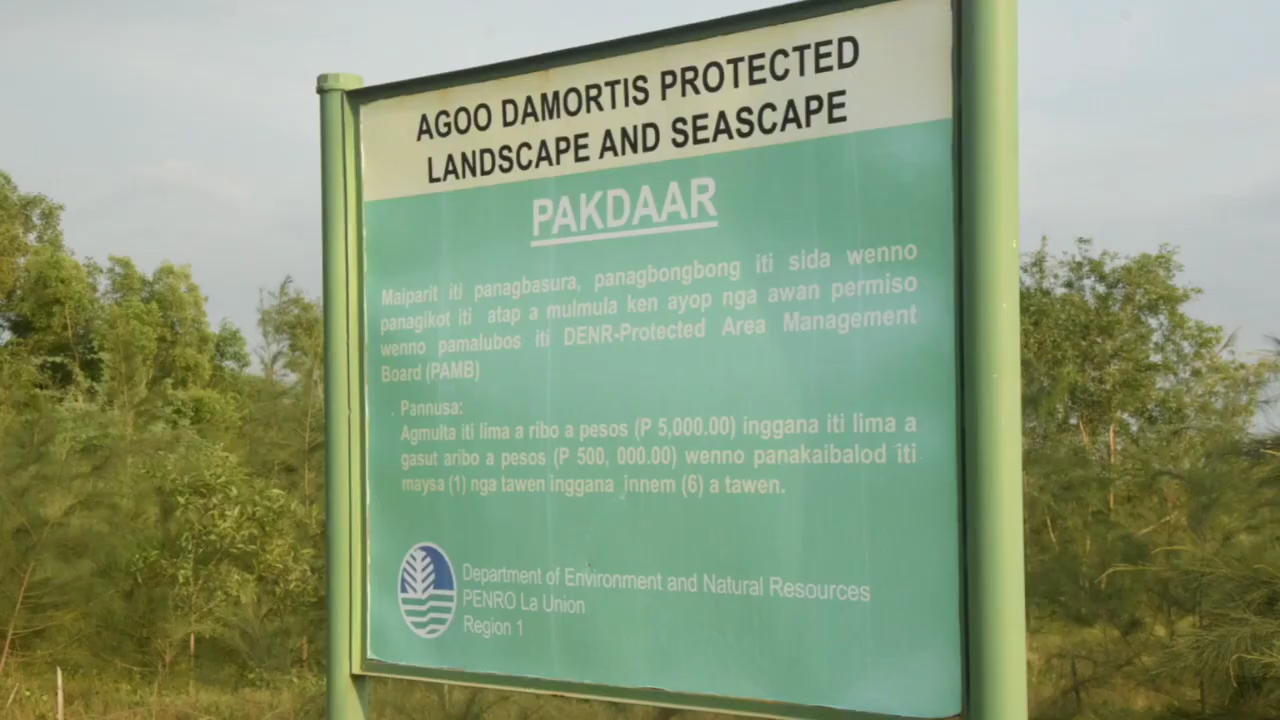 AGOO DAMORTIS PROTECTED
LANDSCAPE AND SEASCAPE
PAKDAAR
Maiparit iti panagbasura, panagbongbong iti sida wenno
panagikot iti atap a mulmula ken ayop nga awan permiso
wenno pamalubos iti DENR-Protected Area Management
Board (PAMB)
Pannusa:
Agmulta iti lima a ribo a pesos (P 5,000.00) inggana iti lima a
gasut aribo a pesos (P 500, 000.00) wenno panakaibalod iti
maysa (1) nga tawen inggana innem (6) a tawen.
Department of Environment and Natural Resources
PENRO La Union
Region 1